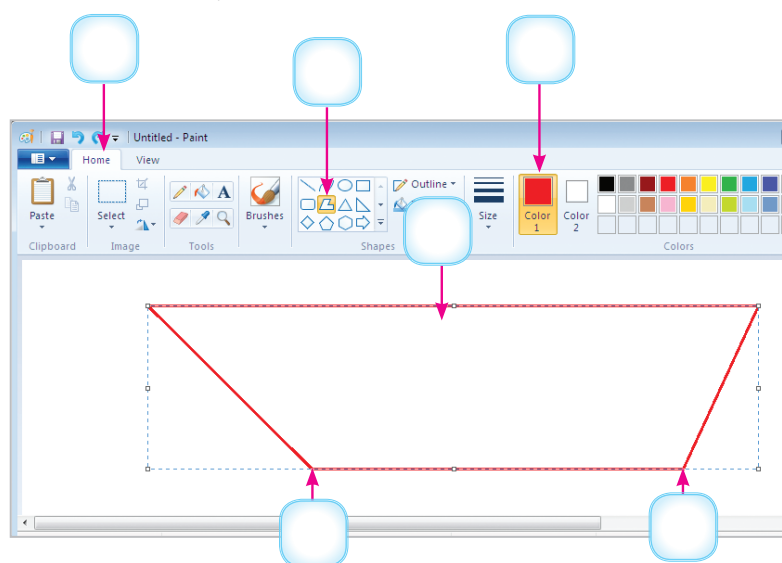 Untitled - Paint
Home View
A
Outline
Paste Select Brushes Size Color 1 Color 2
Clipboard Image Tools Shapes Colors